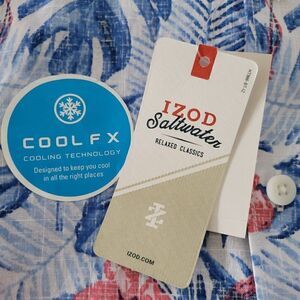 COOL FX
COOLING TECHNOLOGY
Designed to keep you cool
in all the right places
IZOD
Saltwater
RELAXED CLASSICS
IZOD.COM